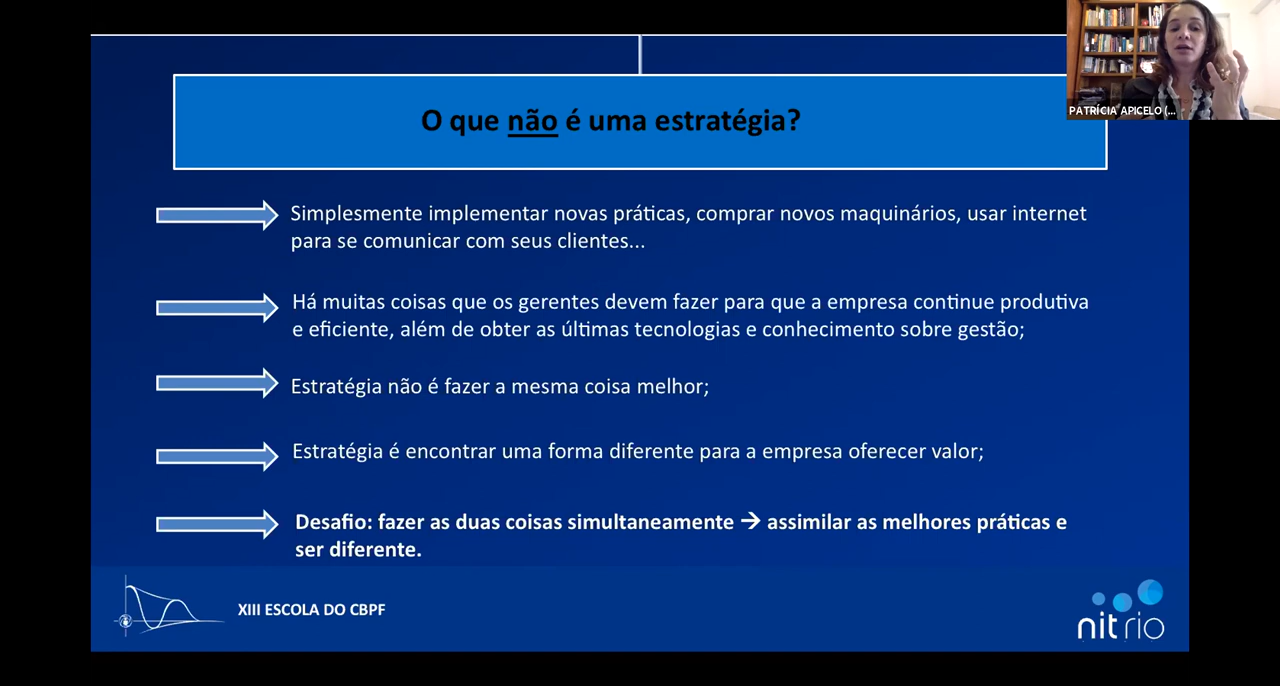 PATRÍCIA APICELO (...
O que não é uma estratégia?
Simplesmente implementar novas práticas, comprar novos maquinários, usar internet
para se comunicar com seus clientes...
Há muitas coisas que os gerentes devem fazer para que a empresa continue produtiva
e eficiente, além de obter as últimas tecnologias e conhecimento sobre gestão;
Estratégia não é fazer a mesma coisa melhor;
Estratégia é encontrar uma forma diferente para a empresa oferecer valor;
Desafio: fazer as duas coisas simultaneamente → assimilar as melhores práticas e
ser diferente.
XIII ESCOLA DO CBPF
nitrio